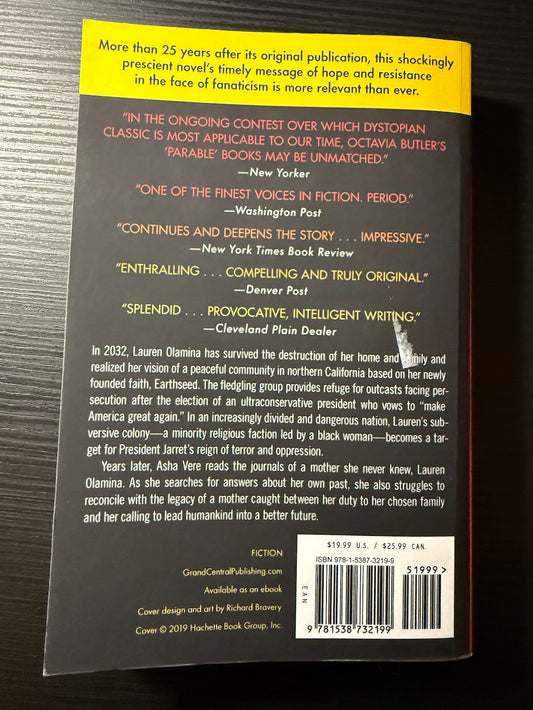 More than 25 years after its original publication, this shockingly
prescient novel's timely message of hope and resistance
in the face of fanaticism is more relevant than ever.
"IN THE ONGOING CONTEST OVER WHICH DYSTOPIAN
CLASSIC IS MOST APPLICABLE TO OUR TIME, OCTAVIA BUTLER'S
'PARABLE' BOOKS MAY BE UNMATCHED."
—New Yorker
"ONE OF THE FINEST VOICES IN FICTION. PERIOD."
—Washington Post
"CONTINUES AND DEEPENS THE STORY . . . IMPRESSIVE."
—New York Times Book Review
"ENTHRALLING . . . COMPELLING AND TRULY ORIGINAL."
—Denver Post
"SPLENDID . . . PROVOCATIVE, INTELLIGENT WRITING."
—Cleveland Plain Dealer
In 2032, Lauren Olamina has survived the destruction of her home and family and
realized her vision of a peaceful community in northern California based on her newly
founded faith, Earthseed. The fledgling group provides refuge for outcasts facing per-
secution after the election of an ultraconservative president who vows to "make
America great again." In an increasingly divided and dangerous nation, Lauren's sub-
versive colony—a minority religious faction led by a black woman—becomes a tar-
get for President Jarret's reign of terror and oppression.
Years later, Asha Vere reads the journals of a mother she never knew, Lauren
Olamina. As she searches for answers about her own past, she also struggles to
reconcile with the legacy of a mother caught between her duty to her chosen family
and her calling to lead humankind into a better future.
FICTION
GrandCentralPublishing.com
Available as an ebook
Cover design and art by Richard Bravery
Cover © 2019 Hachette Book Group, Inc.
$19.99 U.S. / $25.99 CAN.
ISBN 978-1-5387-3219-9
51999>
EAN
9 781538 732199